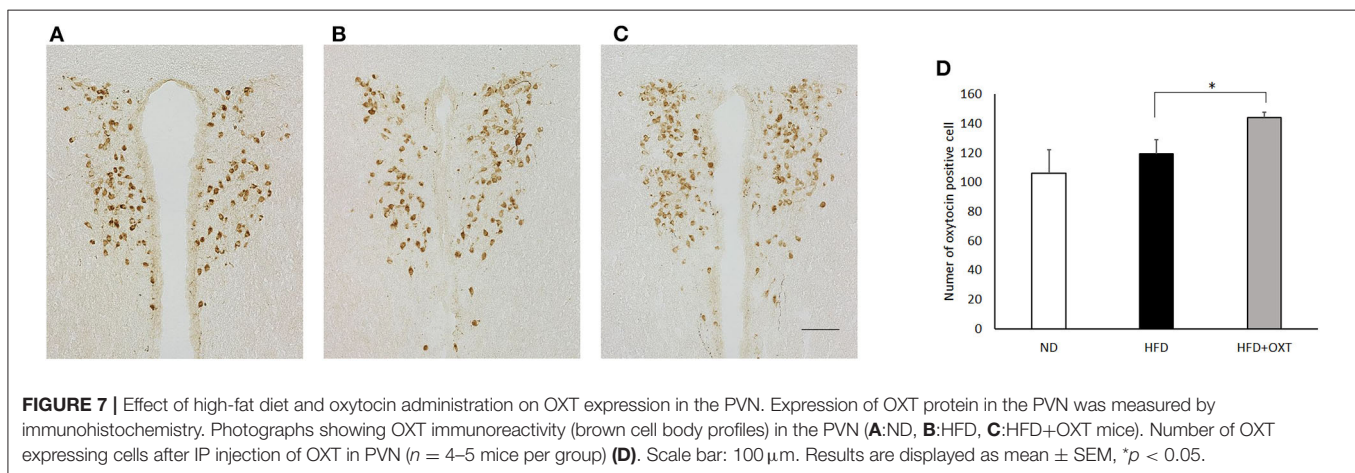 A
B
C
D
*
160
140
120
100
80
60
40
20
0
Numer of oxytocin positive cell
ND
HFD
HFD+OXT
FIGURE 7 | Effect of high-fat diet and oxytocin administration on OXT expression in the PVN. Expression of OXT protein in the PVN was measured by
immunohistochemistry. Photographs showing OXT immunoreactivity (brown cell body profiles) in the PVN (A:ND, B:HFD, C:HFD+OXT mice). Number of OXT
expressing cells after IP injection of OXT in PVN (n = 4–5 mice per group) (D). Scale bar: 100 μm. Results are displayed as mean ± SEM, *p < 0.05.